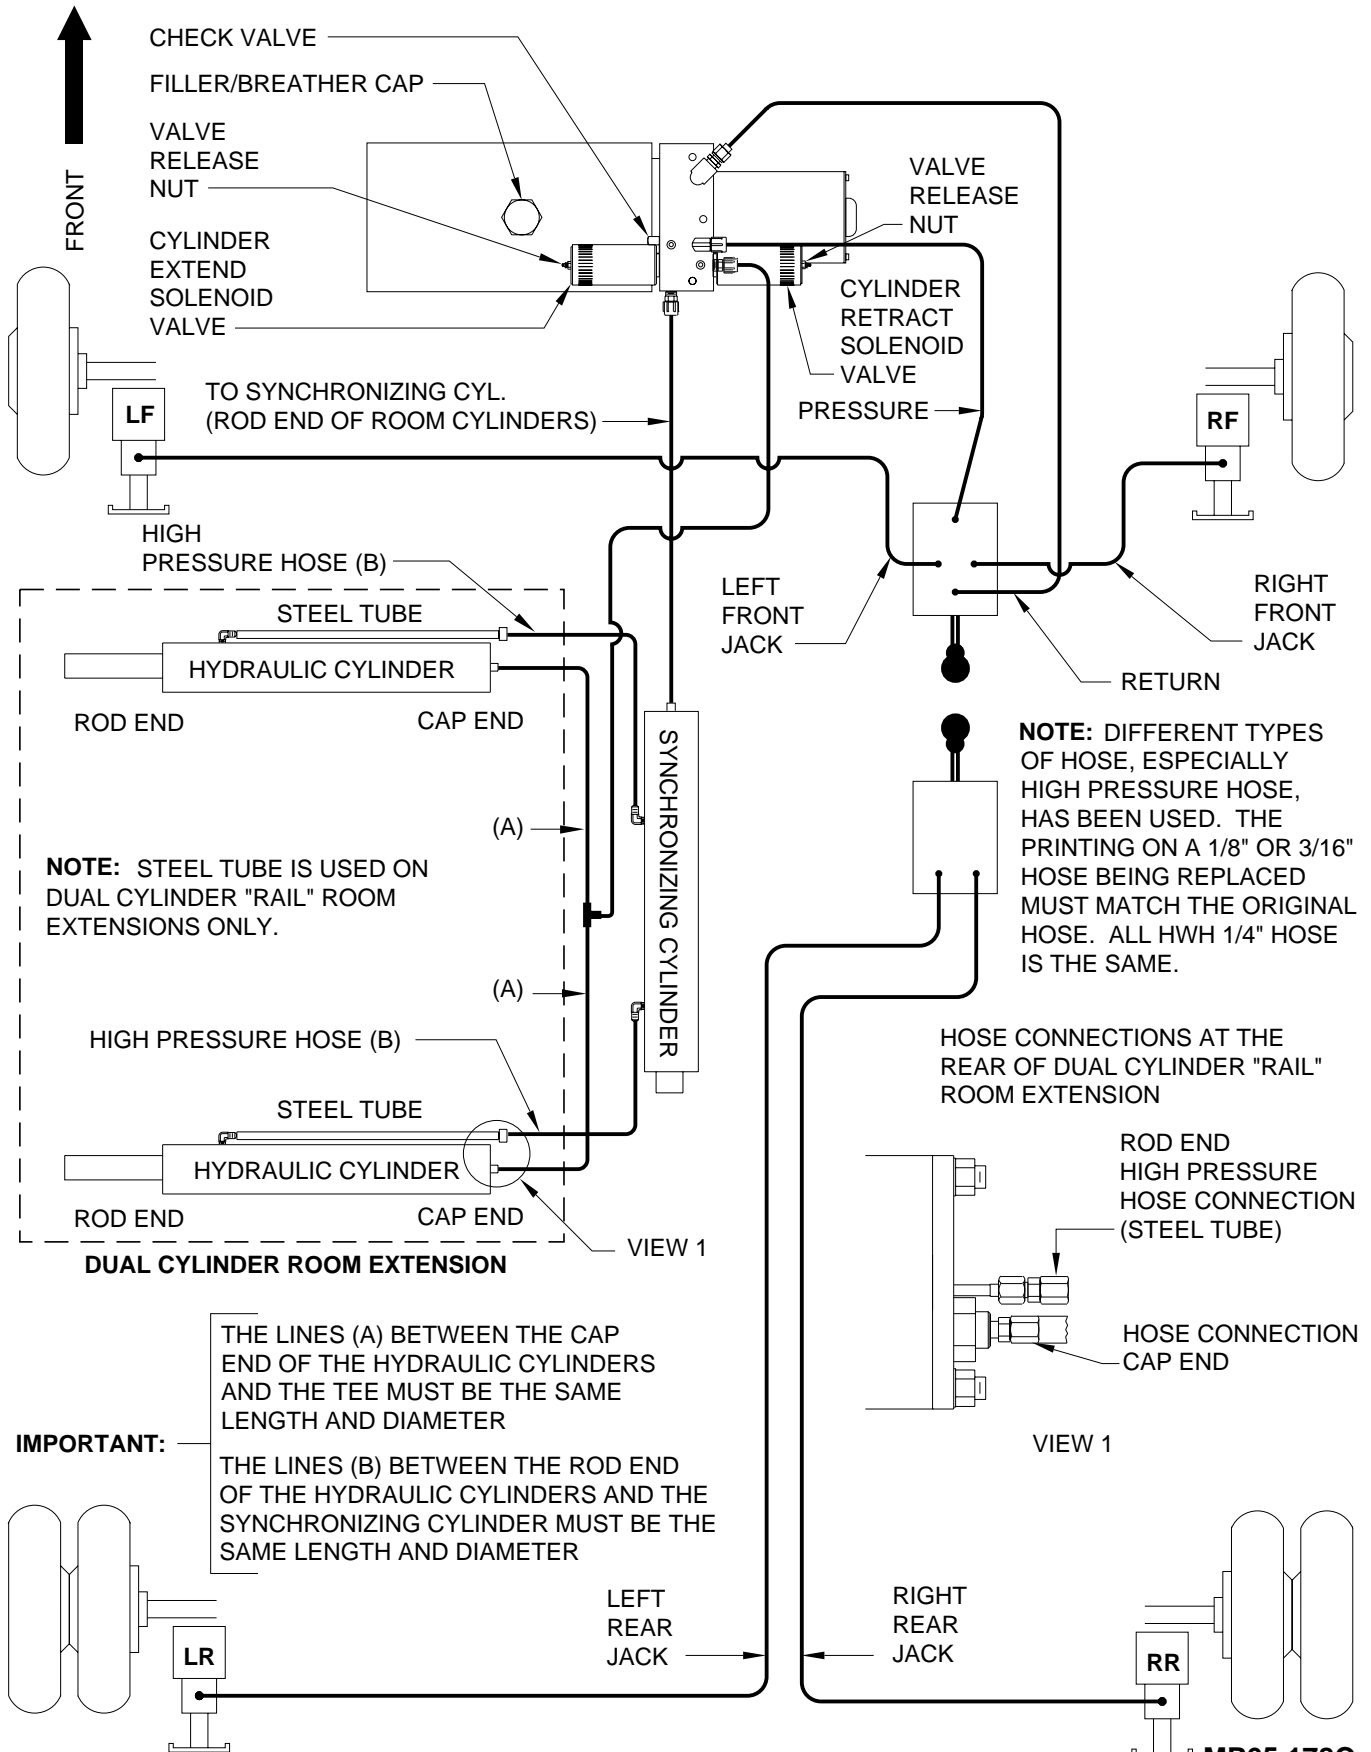 CHECK VALVE
FILLER/BREATHER CAP
VALVE
RELEASE
NUT
CYLINDER
EXTEND
SOLENOID
VALVE
FRONT
VALVE
RELEASE
NUT
CYLINDER
RETRACT
SOLENOID
VALVE
PRESSURE
TO SYNCHRONIZING CYL.
(ROD END OF ROOM CYLINDERS)
LF
RF
HIGH
PRESSURE HOSE (B)
LEFT
FRONT
JACK
RIGHT
FRONT
JACK
RETURN
STEEL TUBE
HYDRAULIC CYLINDER
ROD END
CAP END
SYNCHRONIZING CYLINDER
(A)
NOTE: STEEL TUBE IS USED ON
DUAL CYLINDER "RAIL" ROOM
EXTENSIONS ONLY.
(A)
HIGH PRESSURE HOSE (B)
STEEL TUBE
HYDRAULIC CYLINDER
ROD END
CAP END
VIEW 1
DUAL CYLINDER ROOM EXTENSION
NOTE: DIFFERENT TYPES
OF HOSE, ESPECIALLY
HIGH PRESSURE HOSE,
HAS BEEN USED. THE
PRINTING ON A 1/8" OR 3/16"
HOSE BEING REPLACED
MUST MATCH THE ORIGINAL
HOSE. ALL HWH 1/4" HOSE
IS THE SAME.
HOSE CONNECTIONS AT THE
REAR OF DUAL CYLINDER "RAIL"
ROOM EXTENSION
ROD END
HIGH PRESSURE
HOSE CONNECTION
(STEEL TUBE)
HOSE CONNECTION
CAP END
VIEW 1
IMPORTANT:
THE LINES (A) BETWEEN THE CAP
END OF THE HYDRAULIC CYLINDERS
AND THE TEE MUST BE THE SAME
LENGTH AND DIAMETER
THE LINES (B) BETWEEN THE ROD END
OF THE HYDRAULIC CYLINDERS AND THE
SYNCHRONIZING CYLINDER MUST BE THE
SAME LENGTH AND DIAMETER
LEFT
REAR
JACK
RIGHT
REAR
JACK
LR
RR